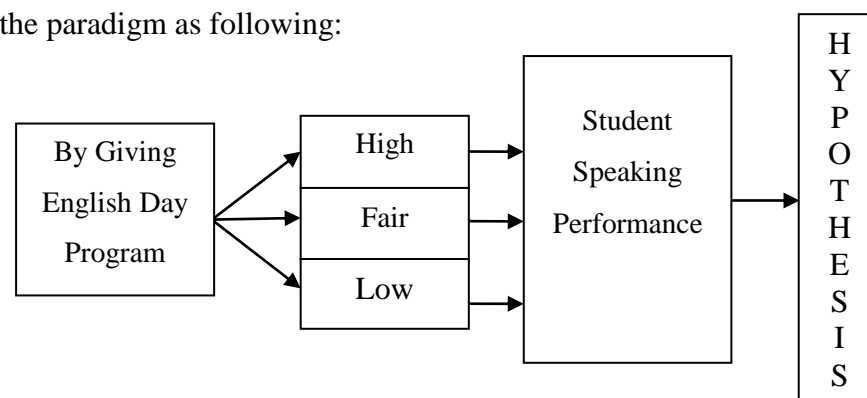 the paradigm as following:
By Giving
English Day
Program
High
Fair
Low
Student
Speaking
Performance
H
Y
P
O
T
H
E
S
I
S